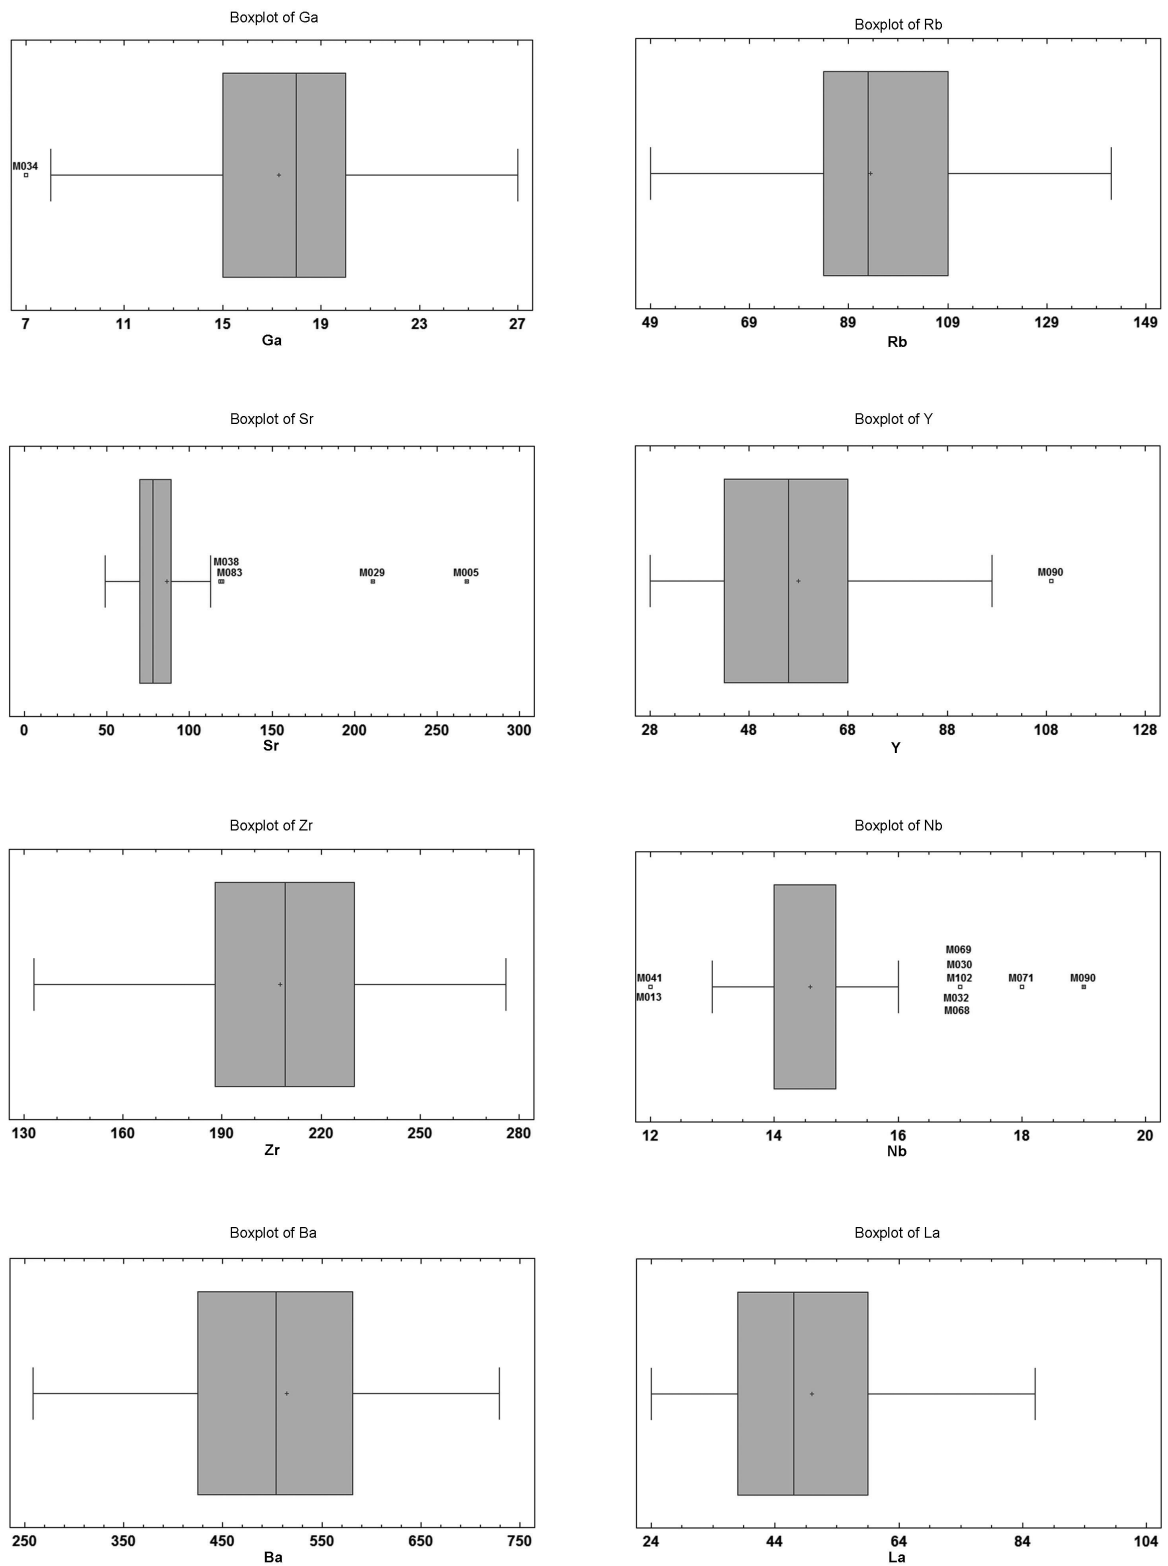 Boxplot of Ga
M034
7 11 15 19 23 27
Ga
Boxplot of Rb
49 69 89 109 129 149
Rb
Boxplot of Sr
M038
M083
M029
M005
0 50 100 150 200 250 300
Sr
Boxplot of Y
M090
28 48 68 88 108 128
Y
Boxplot of Zr
130 160 190 220 250 280
Zr
Boxplot of Nb
M069
M030
M041 M102 M071 M090
M013 M032
M068
12 14 16 18 20
Nb
Boxplot of Ba
250 350 450 550 650 750
Ba
Boxplot of La
24 44 64 84 104
La